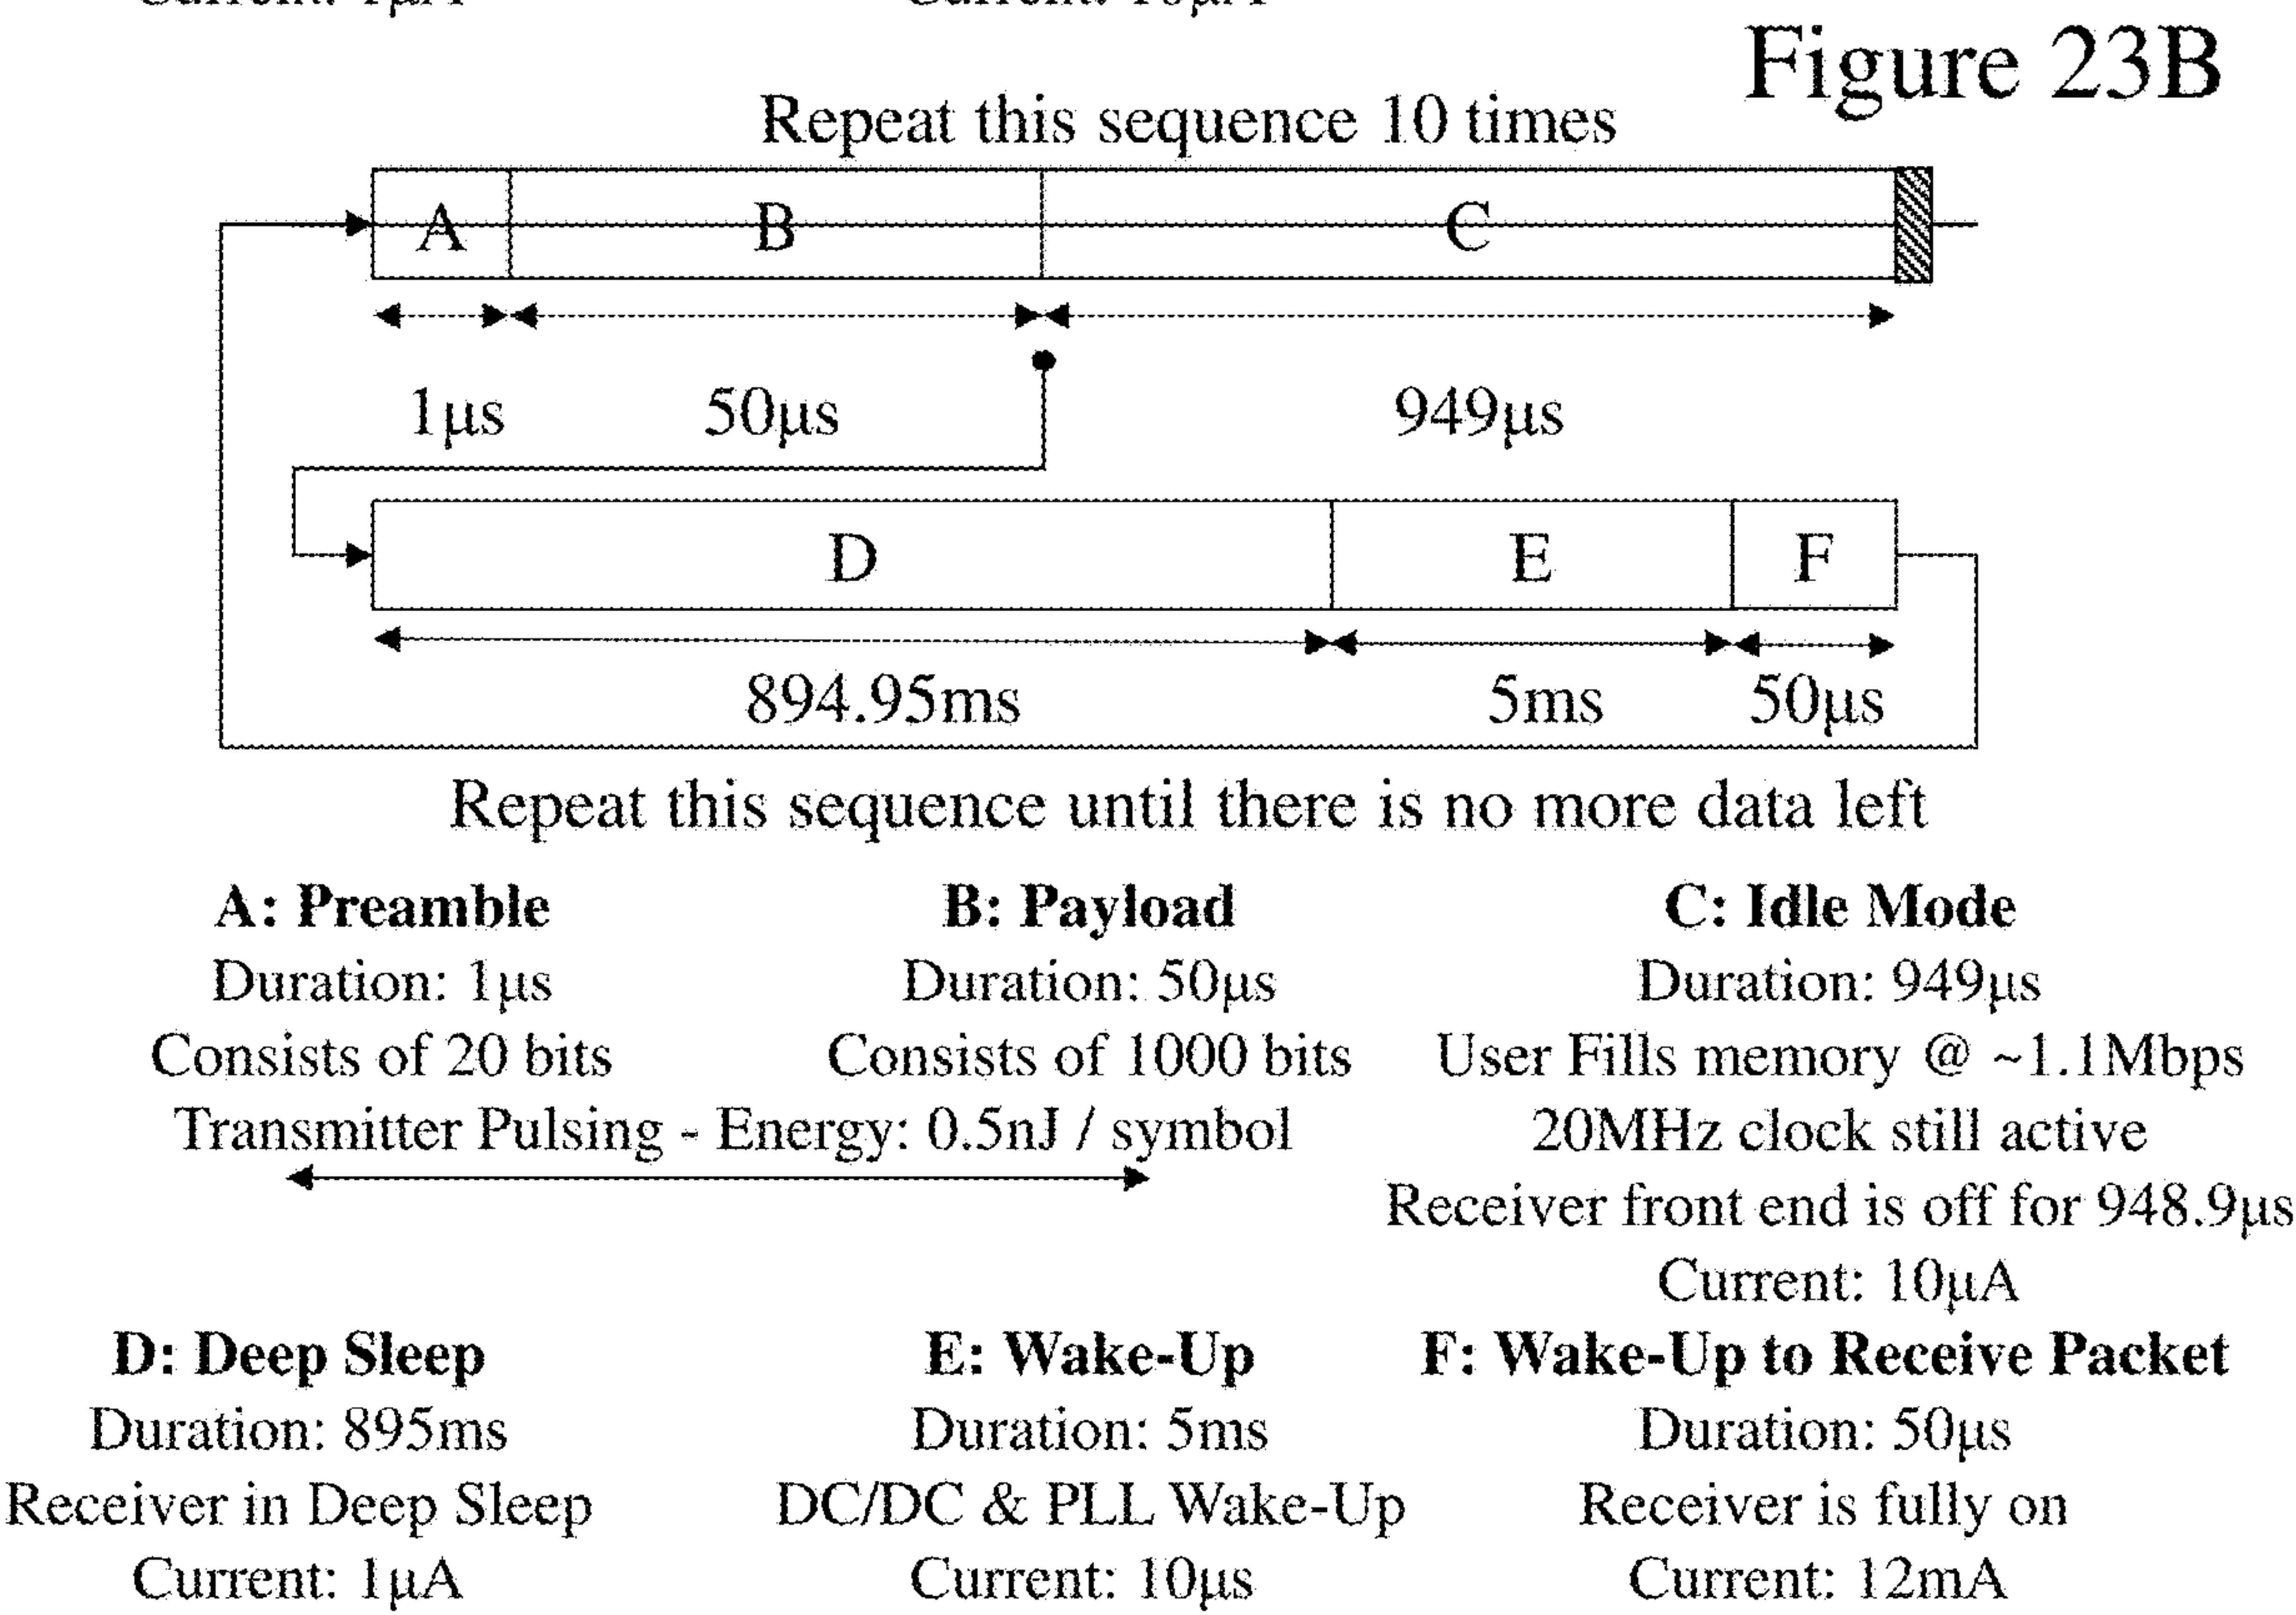 Figure 23B
Repeat this sequence 10 times
A B C
1μs 50μs 949μs
D E F
894.95ms 5ms 50μs
Repeat this sequence until there is no more data left
A: Preamble B: Payload C: Idle Mode
Duration: 1μs Duration: 50μs Duration: 949μs
Consists of 20 bits Consists of 1000 bits User Fills memory @ ~1.1Mbps
Transmitter Pulsing - Energy: 0.5nJ / symbol 20MHz clock still active
Receiver front end is off for 948.9μs
Current: 10μA
D: Deep Sleep E: Wake-Up F: Wake-Up to Receive Packet
Duration: 895ms Duration: 5ms Duration: 50μs
Receiver in Deep Sleep DC/DC & PLL Wake-Up Receiver is fully on
Current: 1μA Current: 10μs Current: 12mA